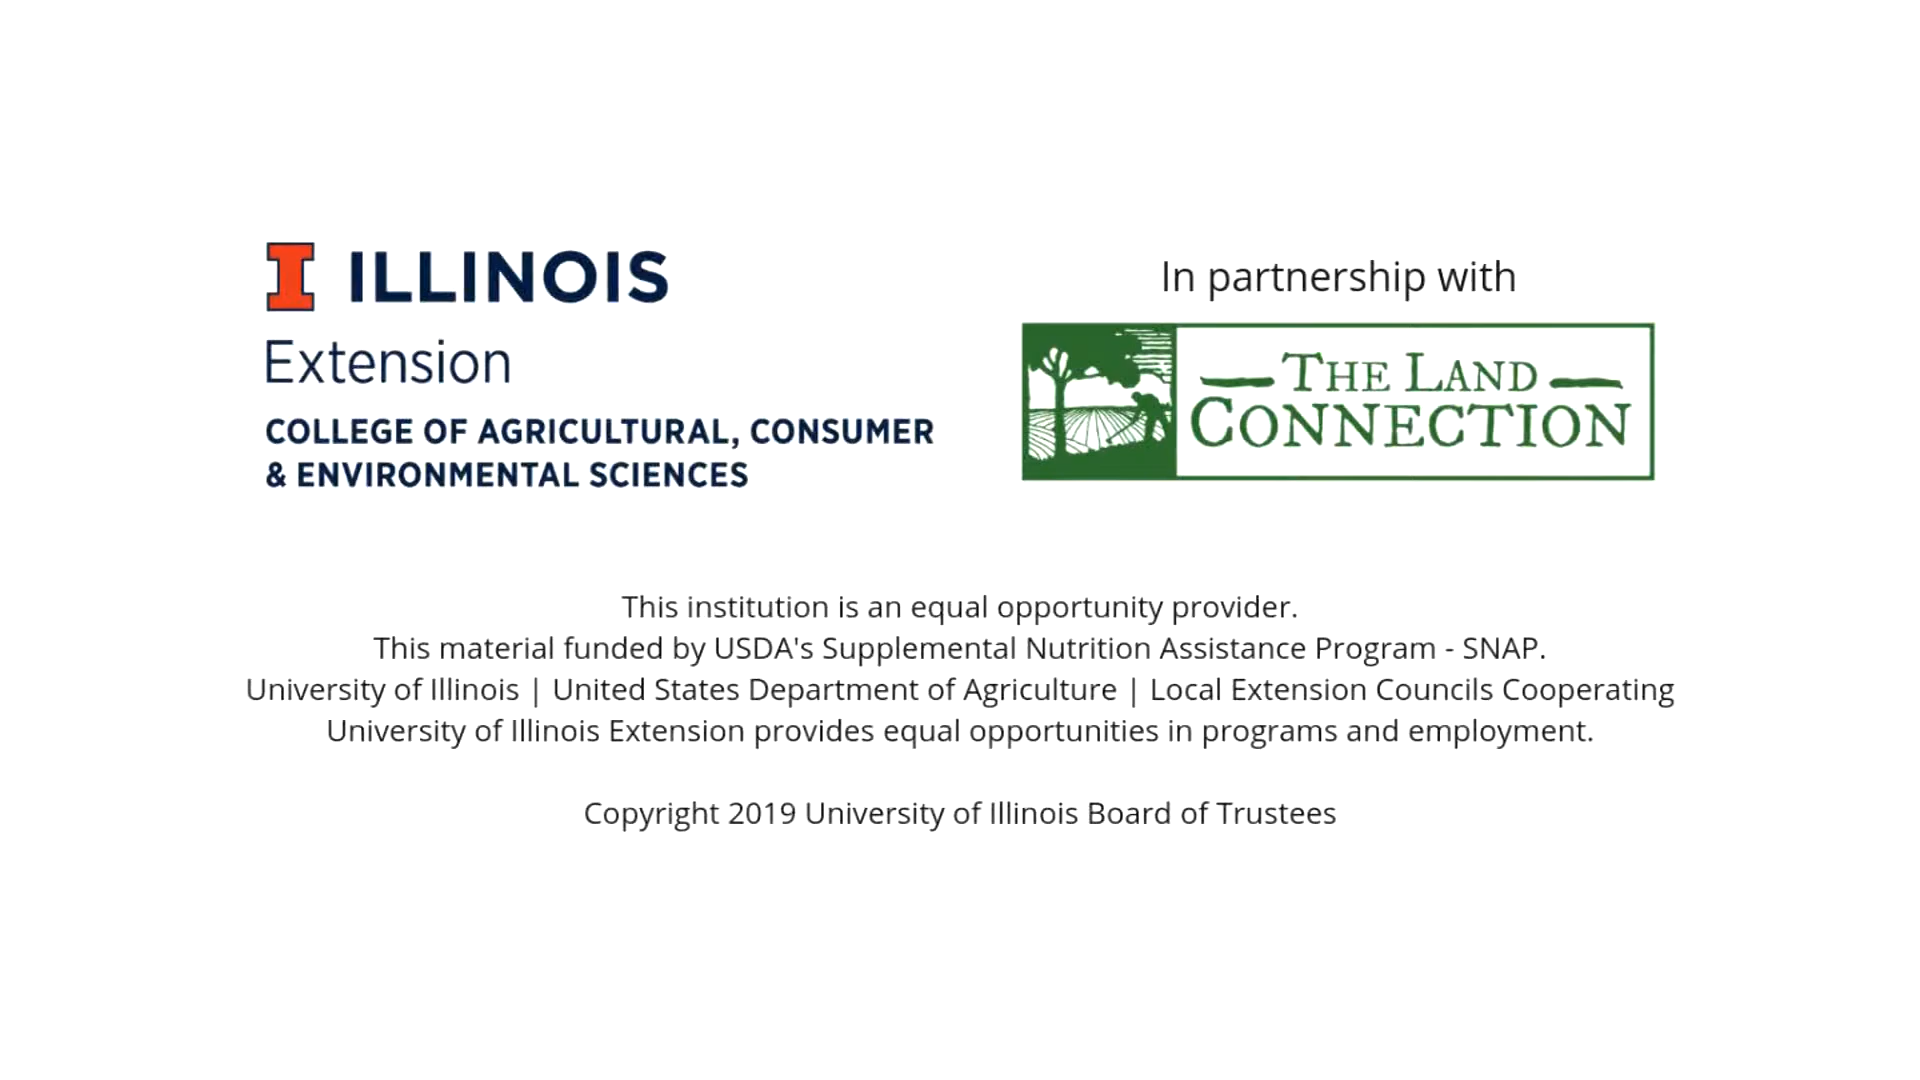 I ILLINOIS
Extension
COLLEGE OF AGRICULTURAL, CONSUMER
& ENVIRONMENTAL SCIENCES
In partnership with
THE LAND
CONNECTION
This institution is an equal opportunity provider.
This material funded by USDA's Supplemental Nutrition Assistance Program - SNAP.
University of Illinois | United States Department of Agriculture | Local Extension Councils Cooperating
University of Illinois Extension provides equal opportunities in programs and employment.
Copyright 2019 University of Illinois Board of Trustees